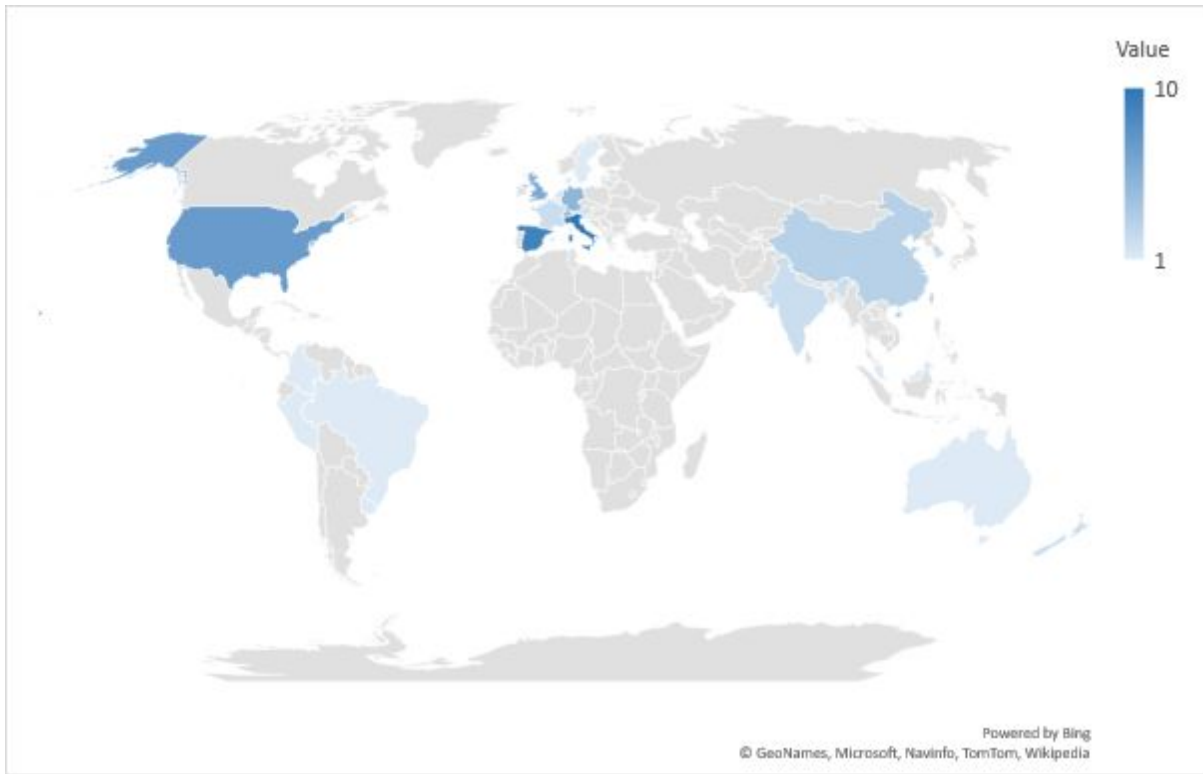 Value
10
1
Powered by Bing
© GeoNames, Microsoft, Navinfo, TomTom, Wikipedia